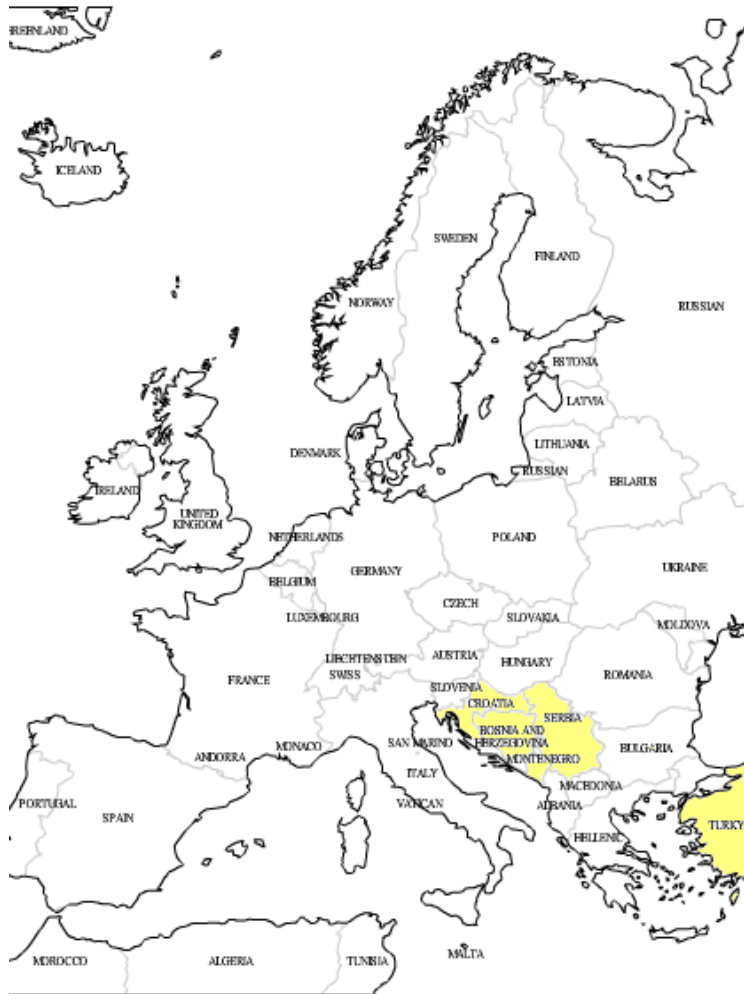 GREENLAND
ICELAND
SWEDEN
FINLAND
NORWAY
RUSSIAN
ESTONIA
LATVIA
LITHUANIA
DENMARK
RUSSIAN
BELARUS
IRELAND
UNITED
KINGDOM
NETHERLANDS
POLAND
GERMANY
UKRAINE
BELGIUM
CZECH
LUXEMBOURG
SLOVAKIA
MOLDOVA
LIECHTENSTEIN
AUSTRIA
HUNGARY
SWISS
ROMANIA
FRANCE
SLOVENIA
CROATIA
SERBIA
BOSNIA AND
HERZEGOVINA
SAN MARINO
MONACO
ANDORRA
BULGARIA
MONTENEGRO
ITALY
MACHDONIA
PORTUGAL
SPAIN
VATICAN
ALBANIA
TURKY
HELLENIC
MALTA
MOROCCO
ALGERIA
TUNISIA